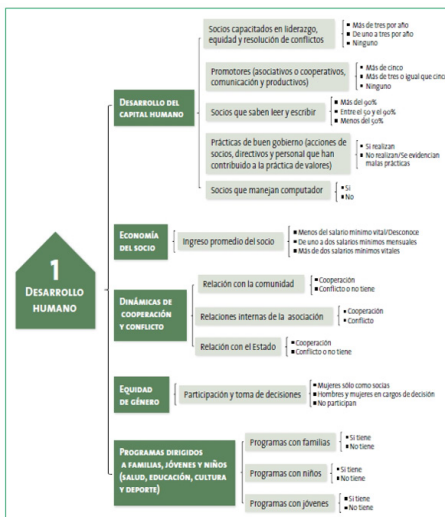 1
DESARROLLO
HUMANO
DESARROLLO DEL
CAPITAL HUMANO
Socios capacitados en liderazgo,
equidad y resolución de conflictos
Más de tres por año
De uno a tres por año
Ninguno
Promotores (asociativos o cooperativos,
comunicación y productivos)
Más de cinco
Más de tres o igual que cinco
Ninguno
Socios que saben leer y escribir
Más del 90%
Entre el 50 y el 90%
Menos del 50%
Prácticas de buen gobierno (acciones de
socios, directivos y personal que han
contribuido a la práctica de valores)
Si realizan
No realizan/Se evidencian
malas prácticas
Socios que manejan computador
Si
No
ECONOMÍA
DEL SOCIO
Ingreso promedio del socio
Menos del salario mínimo vital/Desconoce
De uno a dos salarios mínimos mensuales
Más de dos salarios mínimos vitales
DINÁMICAS DE
COOPERACIÓN
Y CONFLICTO
Relación con la comunidad
Cooperación
Conflicto o no tiene
Relaciones internas de la asociación
Cooperación
Conflicto
Relación con el Estado
Cooperación
Conflicto o no tiene
EQUIDAD
DE GÉNERO
Participación y toma de decisiones
Mujeres sólo como socias
Hombres y mujeres en cargos de decisión
No participan
PROGRAMAS DIRIGIDOS
A FAMILIAS, JÓVENES Y NIÑOS
(SALUD, EDUCACIÓN, CULTURA
Y DEPORTE)
Programas con familias
Si tiene
No tiene
Programas con niños
Si tiene
No tiene
Programas con jóvenes
Si tiene
No tiene